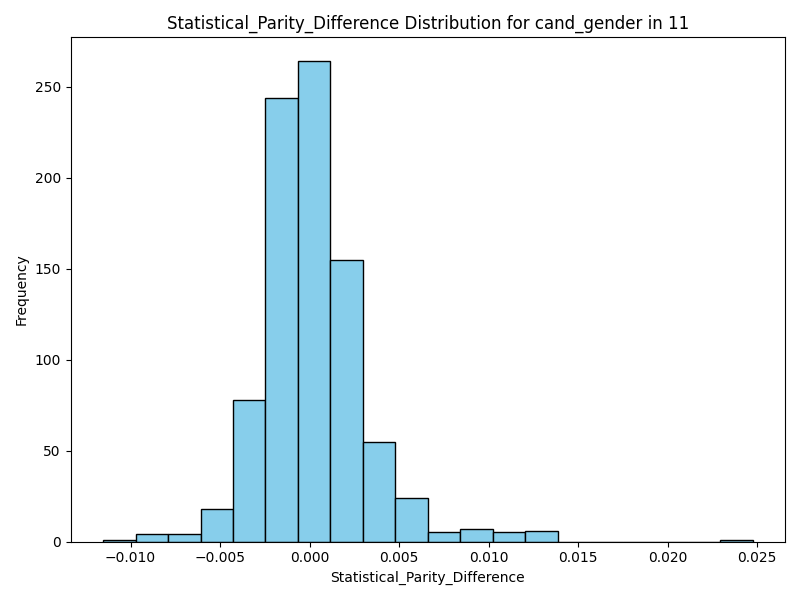 Statistical_Parity_Difference Distribution for cand_gender in 11
Frequency
250
200
150
100
50
0
−0.010 −0.005 0.000 0.005 0.010 0.015 0.020 0.025
Statistical_Parity_Difference